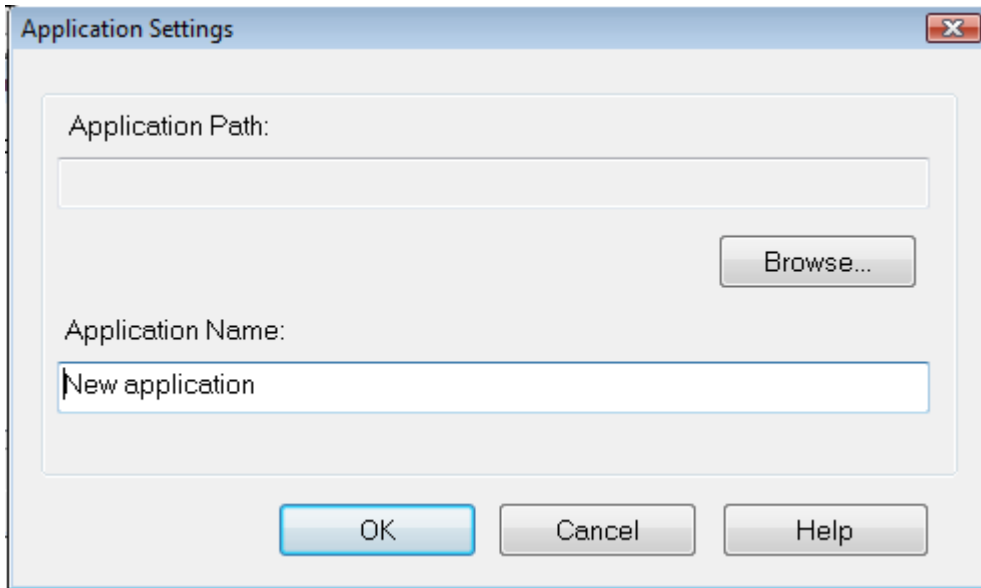 Application Settings
Application Path:
Browse...
Application Name:
New application
OK Cancel Help